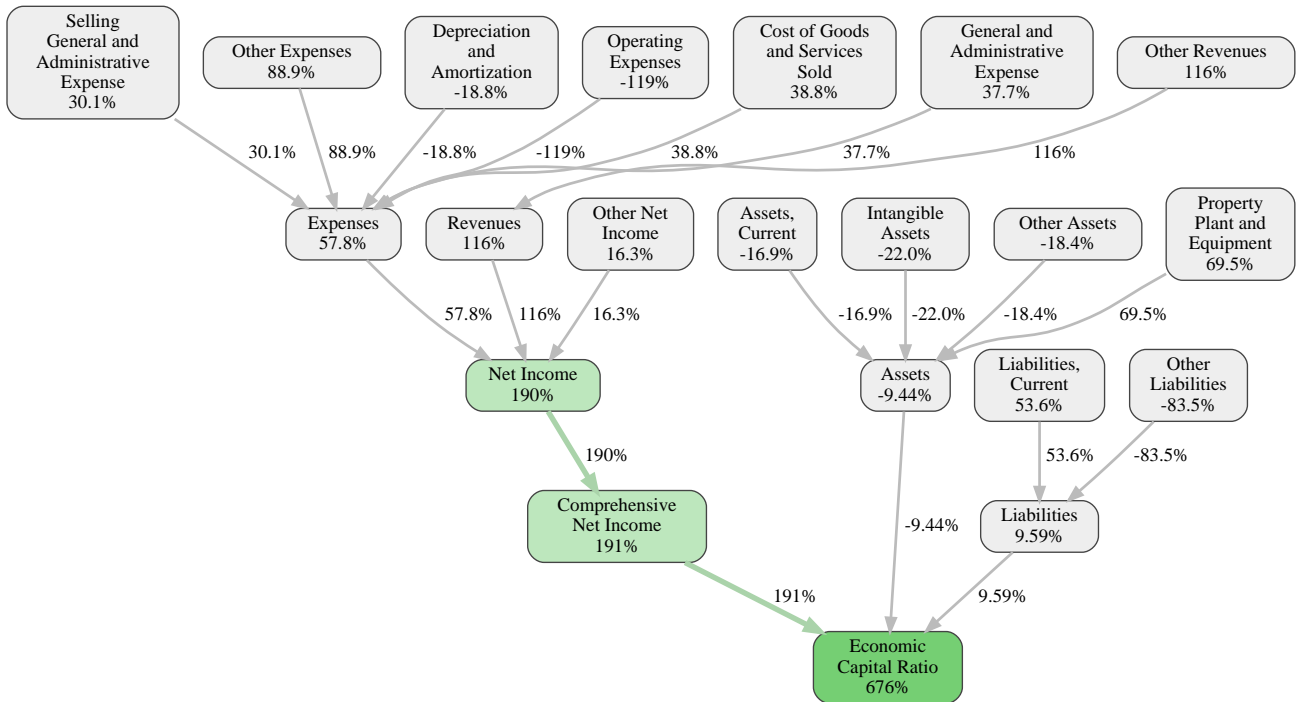 Selling
General and
Administrative
Expense
30.1%
Other Expenses
88.9%
Depreciation
and
Amortization
-18.8%
Operating
Expenses
-119%
Cost of Goods
and Services
Sold
38.8%
General and
Administrative
Expense
37.7%
Other Revenues
116%
30.1%
88.9%
-18.8%
-119%
38.8%
37.7%
116%
Expenses
57.8%
Revenues
116%
Other Net
Income
16.3%
Assets,
Current
-16.9%
Intangible
Assets
-22.0%
Other Assets
-18.4%
Property
Plant and
Equipment
69.5%
57.8%
116%
16.3%
-16.9%
-22.0%
-18.4%
69.5%
Net Income
190%
Assets
-9.44%
Liabilities,
Current
53.6%
Other
Liabilities
-83.5%
190%
53.6%
-83.5%
Comprehensive
Net Income
191%
-9.44%
Liabilities
9.59%
191%
9.59%
Economic
Capital Ratio
676%